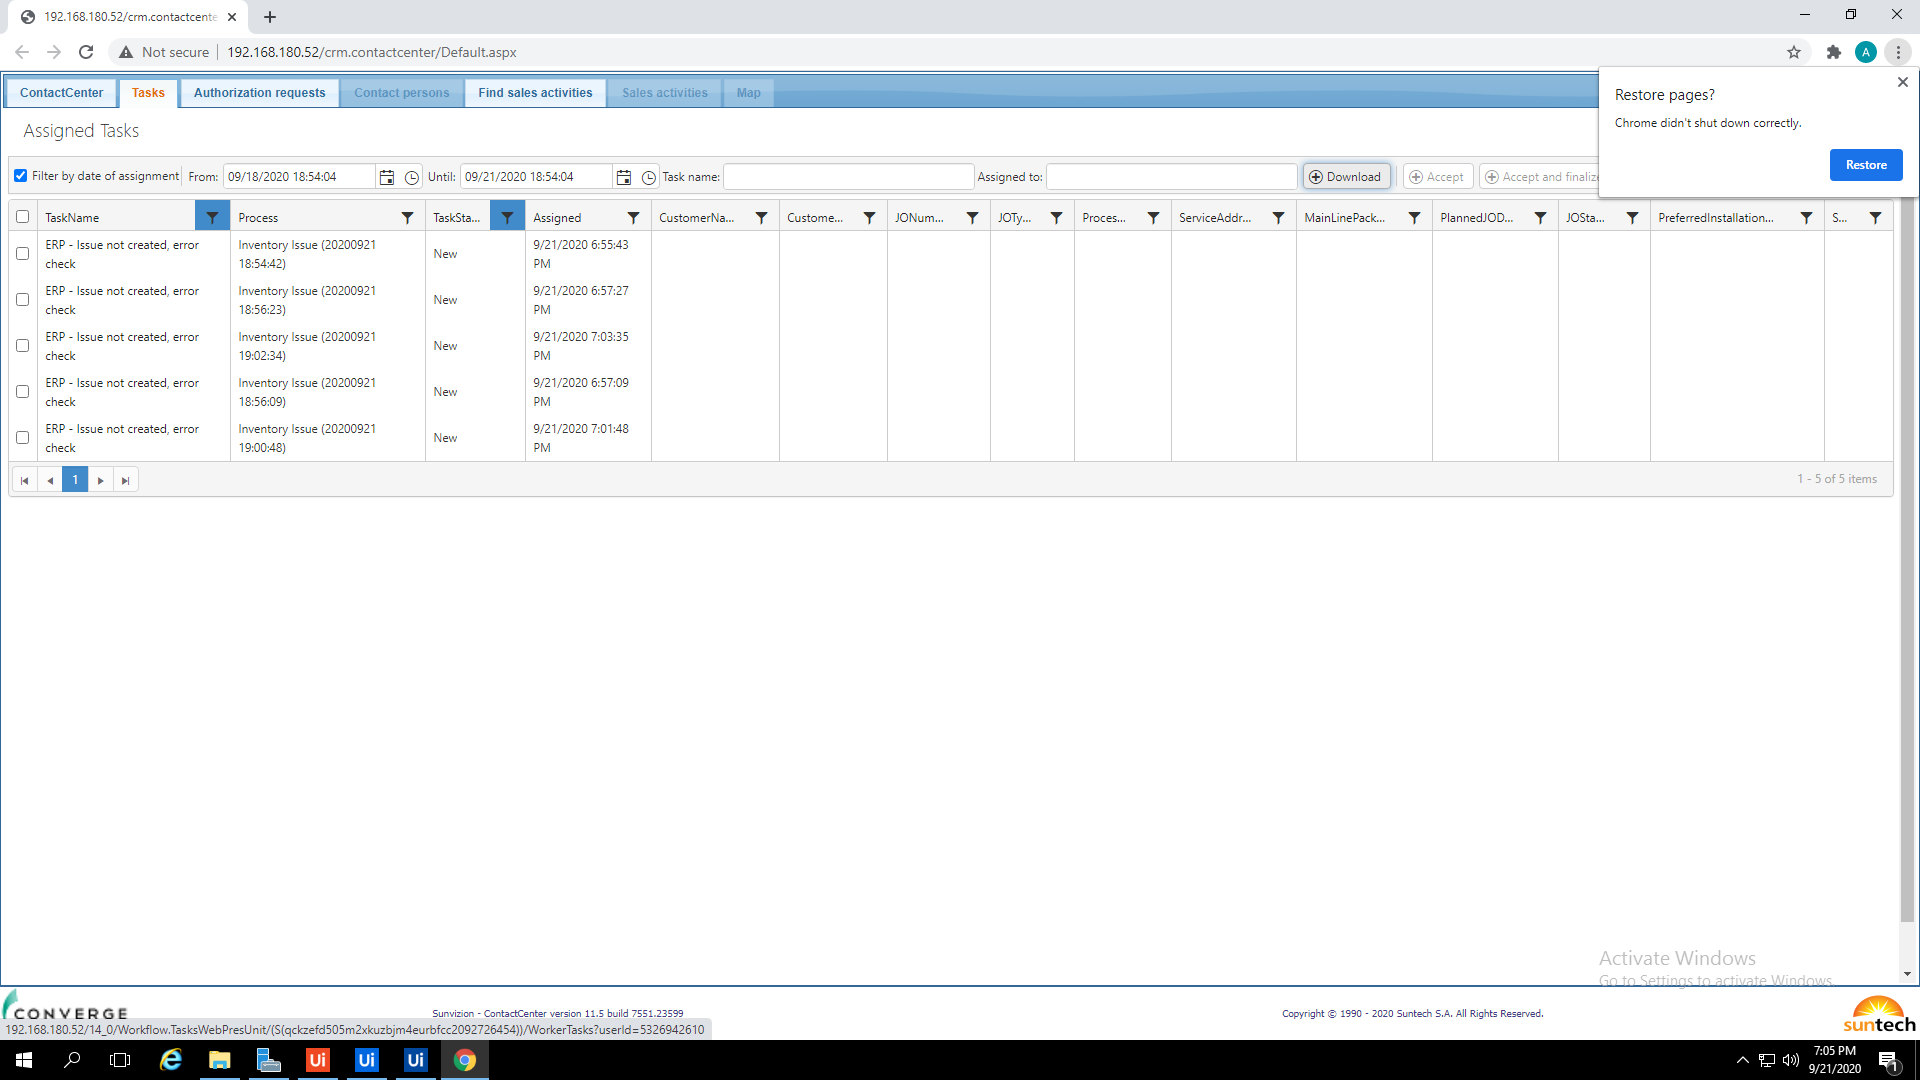 192.168.180.52/crm.contactcente
Not secure
192.168.180.52/crm.contactcenter/Default.aspx
A
ContactCenter
Tasks
Authorization requests
Contact persons
Find sales activities
Sales activities
Map
Restore pages?
Chrome didn't shut down correctly.
Restore
Assigned Tasks
Filter by date of assignment
From:
09/18/2020 18:54:04
Until:
09/21/2020 18:54:04
Task name:
Assigned to:
Download
Accept
Accept and finalize
TaskName
Process
TaskSta...
Assigned
CustomerNa...
Custome...
JONum...
JOTy...
Proces...
ServiceAddr...
MainLinePack...
PlannedJOD...
JOSta...
PreferredInstallation...
S...
ERP - Issue not created, error check
Inventory Issue (20200921 18:54:42)
New
9/21/2020 6:55:43 PM
ERP - Issue not created, error check
Inventory Issue (20200921 18:56:23)
New
9/21/2020 6:57:27 PM
ERP - Issue not created, error check
Inventory Issue (20200921 19:02:34)
New
9/21/2020 7:03:35 PM
ERP - Issue not created, error check
Inventory Issue (20200921 18:56:09)
New
9/21/2020 6:57:09 PM
ERP - Issue not created, error check
Inventory Issue (20200921 19:00:48)
New
9/21/2020 7:01:48 PM
1
1 - 5 of 5 items
Activate Windows
Go to Settings to activate Windows.
CONVERGE
Sunvizion - ContactCenter version 11.5 build 7551.23599
Copyright © 1990 - 2020 Suntech S.A. All Rights Reserved.
suntech
192.168.180.52/14_0/Workflow.TasksWebPresUnit/(S(qckzefd505m2xkuzbjm4eurbfcc2092726454))/WorkerTasks?userId=5326942610
Ui
Ui
Ui
7:05 PM
9/21/2020
1